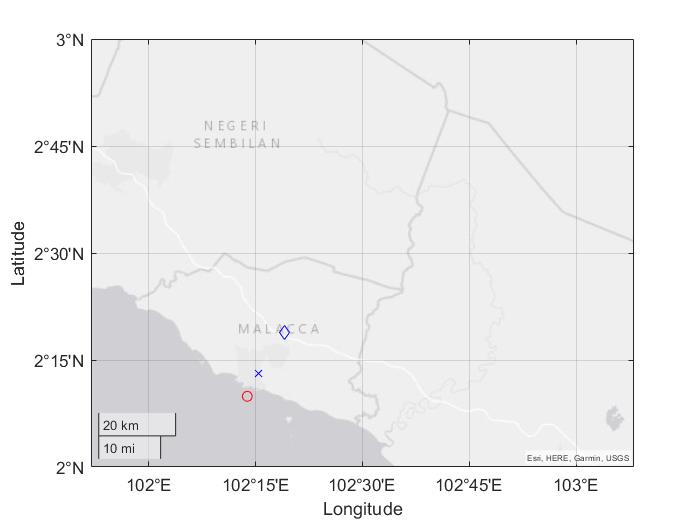 3°N
2°45'N
2°30'N
2°15'N
2°N
Latitude
NEGERI
SEMBILAN
MALACCA
20 km
10 mi
Esri, HERE, Garmin, USGS
102°E
102°15'E
102°30'E
102°45'E
103°E
Longitude